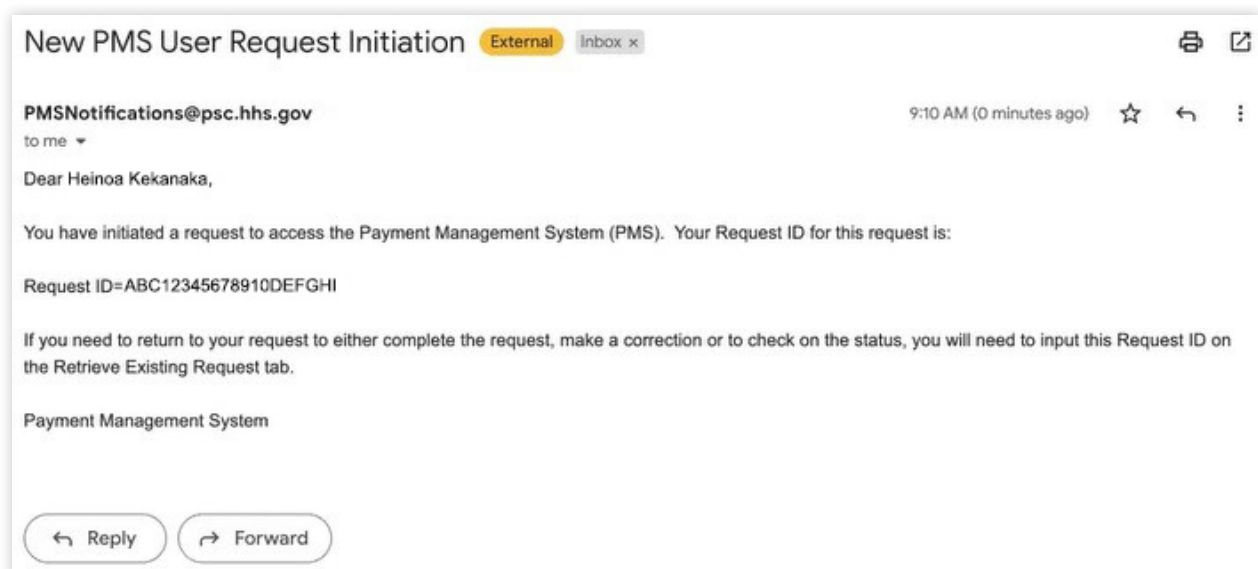 New PMS User Request Initiation External Inbox ×
PMSNotifications@psc.hhs.gov 9:10 AM (0 minutes ago)
to me
Dear Heinoa Kekanaka,
You have initiated a request to access the Payment Management System (PMS).  Your Request ID for this request is:
Request ID=ABC12345678910DEFGHI
If you need to return to your request to either complete the request, make a correction or to check on the status, you will need to input this Request ID on
the Retrieve Existing Request tab.
Payment Management System
Reply Forward